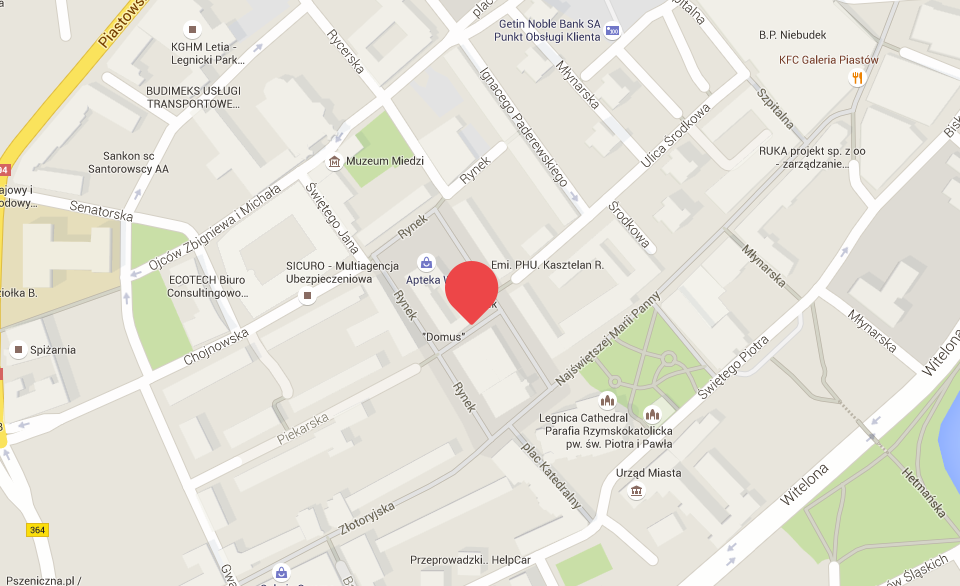 Piastowska
KGHM Letia -
Legnicki Park...
BUDIMEKS USŁUGI
TRANSPORTOWE...
Sankon sc
Santorowscy AA
Rycerska
plac
Getin Noble Bank SA
Punkt Obsługi Klienta
Szpitalna
B.P. Niebudek
KFC Galeria Piastów
Młynarska
Ignacego Paderewskiego
Szpitalna
Ulica Środkowa
RUKA projekt sp. z oo
- zarządzanie...
Muzeum Miedzi
Rynek
Senatorska
Ojców Zbigniewa i Michała
Świętego Jana
Rynek
Środkowa
ECOTECH Biuro
Consultingowo...
SICURO - Multiagencja
Ubezpieczeniowa
Apteka
Emi. PHU. Kasztelan R.
Młynarska
Rynek
"Domus"
Spiżarnia
Chojnowska
Najświętszej Marii Panny
Młynarska
Witelona
Świętego Piotra
Rynek
Piekarska
Legnica Cathedral
Parafia Rzymskokatolicka
pw. św. Piotra i Pawła
plac Katedralny
Urząd Miasta
Witelona
Hetmańska
Złotoryjska
364
Przeprowadzki.. HelpCar
Pszeniczna.pl /
Śląskich